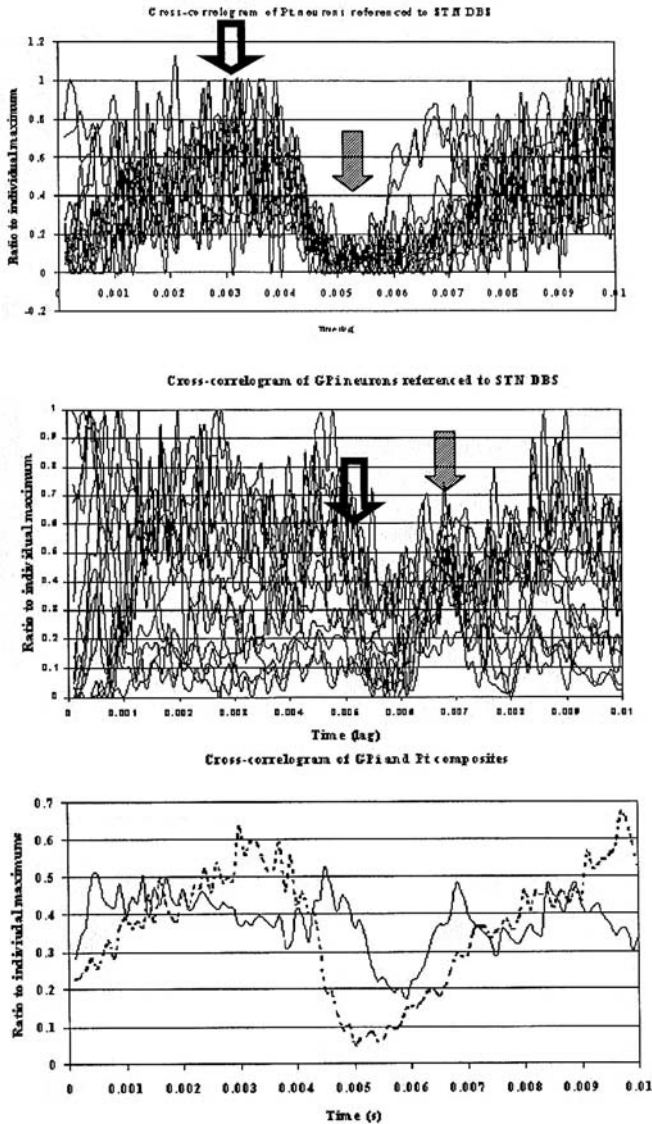 Cross-correlogram of Pt neurons referenced to STN DBS
Ratio to individual maximum
1.2
1
0.8
0.6
0.4
0.2
0
-0.2
0 0.001 0.002 0.003 0.004 0.005 0.006 0.007 0.008 0.009 0.01
Time (lag)
Cross-correlogram of GPi neurons referenced to STN DBS
Ratio to individual maximum
1
0.9
0.8
0.7
0.6
0.5
0.4
0.3
0.2
0.1
0
0 0.001 0.002 0.003 0.004 0.005 0.006 0.007 0.008 0.009 0.01
Time (lag)
Cross-correlogram of GPi and Pt composites
Ratio to indiviudal maximums
0.7
0.6
0.5
0.4
0.3
0.2
0.1
0
0 0.001 0.002 0.003 0.004 0.005 0.006 0.007 0.008 0.009 0.01
Time (s)